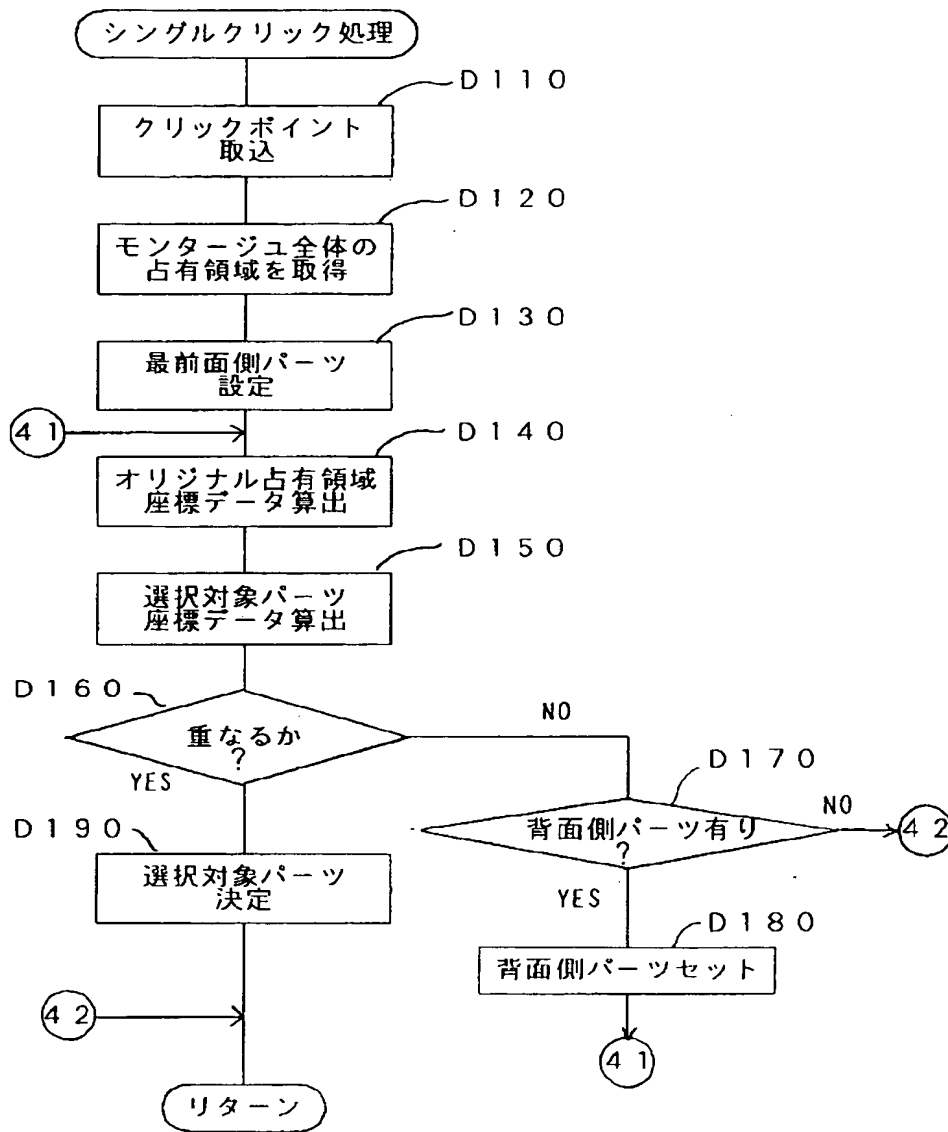 シングルクリック処理
D110
クリックポイント
取込
D120
モンタージュ全体の
占有領域を取得
D130
最前面側パーツ
設定
41
D140
オリジナル占有領域
座標データ算出
D150
選択対象パーツ
座標データ算出
D160
重なるか
?
NO
YES
D170
背面側パーツ有り
?
NO
42
YES
D190
選択対象パーツ
決定
D180
背面側パーツセット
42
41
リターン